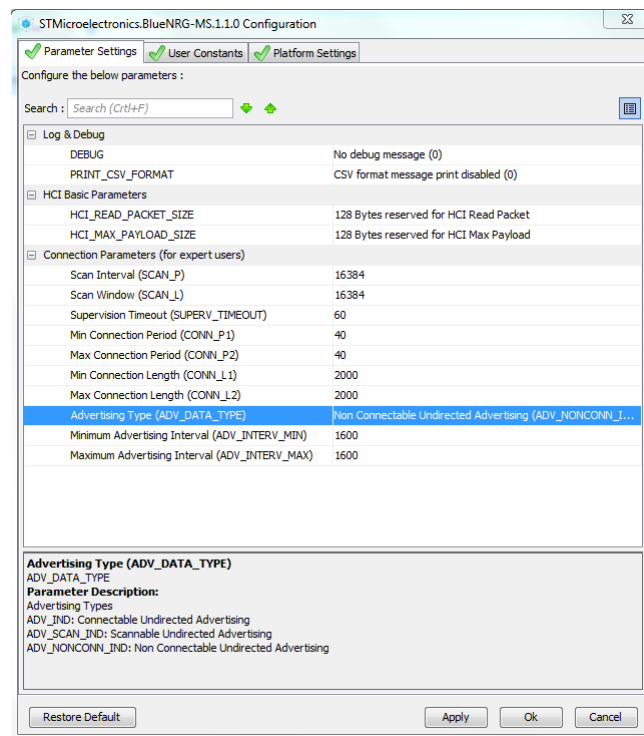 STMicroelectronics.BlueNRG-MS.1.1.0 Configuration
Parameter Settings User Constants Platform Settings
Configure the below parameters :
Search : Search (Crtl+F)
Log & Debug
DEBUG No debug message (0)
PRINT_CSV_FORMAT CSV format message print disabled (0)
HCI Basic Parameters
HCI_READ_PACKET_SIZE 128 Bytes reserved for HCI Read Packet
HCI_MAX_PAYLOAD_SIZE 128 Bytes reserved for HCI Max Payload
Connection Parameters (for expert users)
Scan Interval (SCAN_P) 16384
Scan Window (SCAN_L) 16384
Supervision Timeout (SUPERV_TIMEOUT) 60
Min Connection Period (CONN_P1) 40
Max Connection Period (CONN_P2) 40
Min Connection Length (CONN_L1) 2000
Max Connection Length (CONN_L2) 2000
Advertising Type (ADV_DATA_TYPE) Non Connectable Undirected Advertising (ADV_NONCONN_I...
Minimum Advertising Interval (ADV_INTERV_MIN) 1600
Maximum Advertising Interval (ADV_INTERV_MAX) 1600
Advertising Type (ADV_DATA_TYPE)
ADV_DATA_TYPE
Parameter Description:
Advertising Types
ADV_IND: Connectable Undirected Advertising
ADV_SCAN_IND: Scannable Undirected Advertising
ADV_NONCONN_IND: Non Connectable Undirected Advertising
Restore Default Apply Ok Cancel